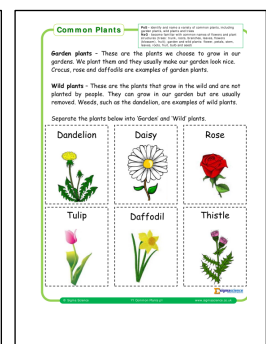 Common Plants
Garden plants – These are the plants we choose to grow in our
gardens. We plant them and they usually make our garden look nice.
Crocus, rose and daffodils are examples of garden plants.
Wild plants – These are the plants that grow in the wild and are not
planted by people. They can grow in our garden but are usually
removed. Weeds, such as the dandelion, are examples of wild plants.
Separate the plants below into 'Garden' and 'Wild' plants.
Dandelion Daisy Rose
Tulip Daffodil Thistle